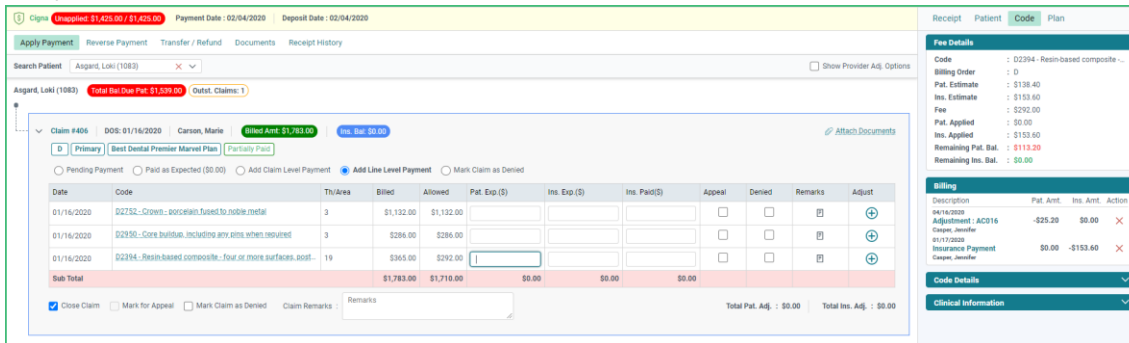 Cigna Unapplied: $1,425.00 / $1,425.00 Payment Date : 02/04/2020 Deposit Date : 02/04/2020
Apply Payment Reverse Payment Transfer / Refund Documents Receipt History
Search Patient Asgard, Loki (1083) Show Provider Adj. Options
Asgard, Loki (1083) Total Bal.Due Pat: $1,539.00 Outst. Claims: 1
Claim #406 DOS: 01/16/2020 Carson, Marie Billed Amt: $1,783.00 Ins. Bal: $0.00 Attach Documents
D Primary Best Dental Premier Marvel Plan Partially Paid
Pending Payment Paid as Expected ($0.00) Add Claim Level Payment Add Line Level Payment Mark Claim as Denied
Date Code Th/Area Billed Allowed Pat. Exp.($) Ins. Exp.($) Ins. Paid($) Appeal Denied Remarks Adjust
01/16/2020 D2752 - Crown - porcelain fused to noble metal 3 $1,132.00 $1,132.00
01/16/2020 D2950 - Core buildup, including any pins when required 3 $286.00 $286.00
01/16/2020 D2394 - Resin-based composite - four or more surfaces, post... 19 $365.00 $292.00
Sub Total $1,783.00 $1,710.00 $0.00 $0.00 $0.00
Close Claim Mark for Appeal Mark Claim as Denied Claim Remarks : Remarks Total Pat. Adj. : $0.00 Total Ins. Adj. : $0.00
Receipt Patient Code Plan
Fee Details
Code : D2394 - Resin-based composite -...
Billing Order : D
Pat. Estimate : $138.40
Ins. Estimate : $153.60
Fee : $292.00
Pat. Applied : $0.00
Ins. Applied : $153.60
Remaining Pat. Bal. : $113.20
Remaining Ins. Bal. : $0.00
Billing
Description Pat. Amt. Ins. Amt. Action
04/16/2020
Adjustment : AC016 -$25.20 $0.00
Casper, Jennifer
01/17/2020
Insurance Payment $0.00 -$153.60
Casper, Jennifer
Code Details
Clinical Information